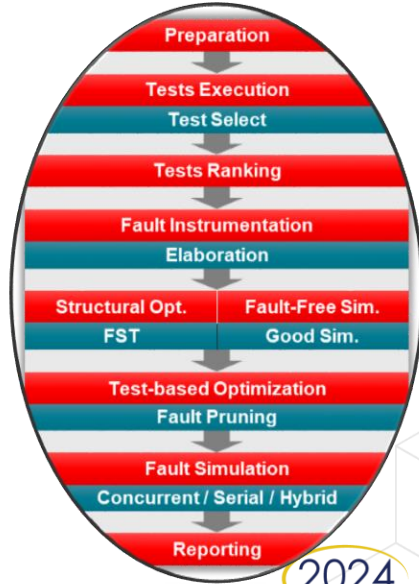 Preparation
Tests Execution
Test Select
Tests Ranking
Fault Instrumentation
Elaboration
Structural Opt. Fault-Free Sim.
FST Good Sim.
Test-based Optimization
Fault Pruning
Fault Simulation
Concurrent / Serial / Hybrid
Reporting
2024